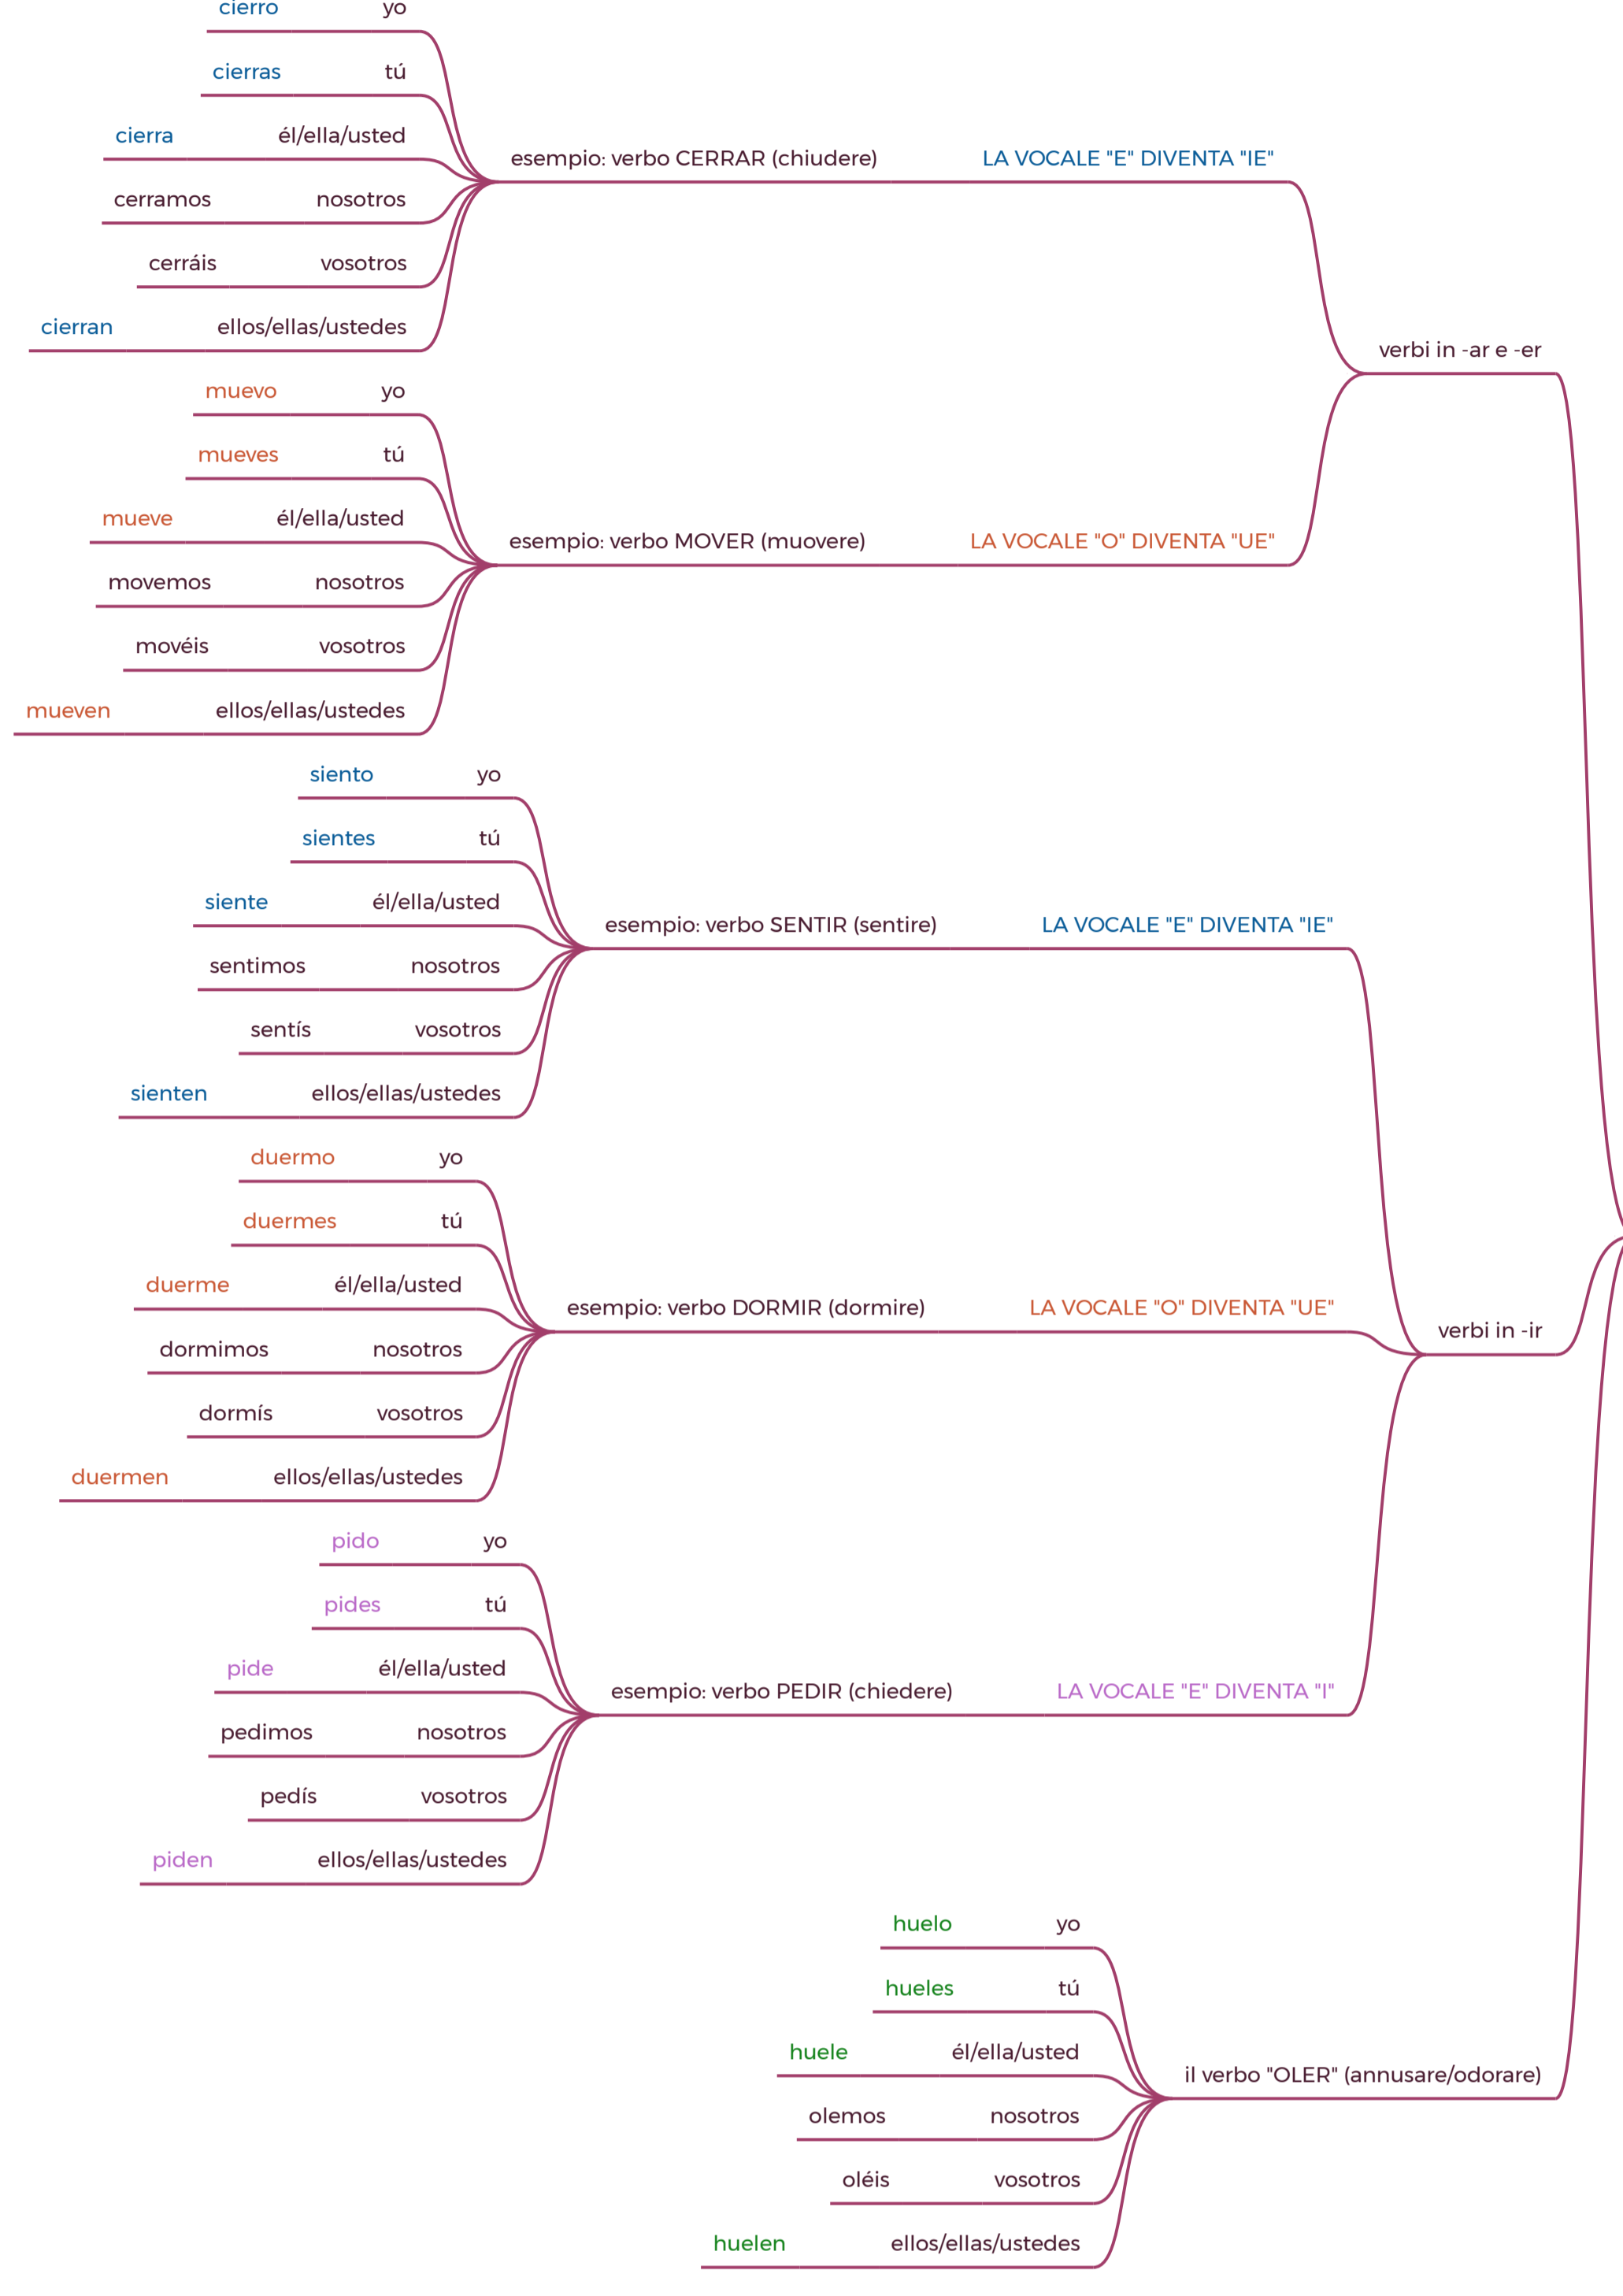 cierro yo
cierras tú
cierra él/ella/usted
esempio: verbo CERRAR (chiudere) LA VOCALE "E" DIVENTA "IE"
cerramos nosotros
cerráis vosotros
cierran ellos/ellas/ustedes
verbi in -ar e -er
muevo yo
mueves tú
mueve él/ella/usted
esempio: verbo MOVER (muovere) LA VOCALE "O" DIVENTA "UE"
movemos nosotros
movéis vosotros
mueven ellos/ellas/ustedes
siento yo
sientes tú
siente él/ella/usted
esempio: verbo SENTIR (sentire) LA VOCALE "E" DIVENTA "IE"
sentimos nosotros
sentís vosotros
sienten ellos/ellas/ustedes
duermo yo
duermes tú
duerme él/ella/usted
esempio: verbo DORMIR (dormire) LA VOCALE "O" DIVENTA "UE"
verbi in -ir
dormimos nosotros
dormís vosotros
duermen ellos/ellas/ustedes
pido yo
pides tú
pide él/ella/usted
esempio: verbo PEDIR (chiedere) LA VOCALE "E" DIVENTA "I"
pedimos nosotros
pedís vosotros
piden ellos/ellas/ustedes
huelo yo
hueles tú
huele él/ella/usted
il verbo "OLER" (annusare/odorare)
olemos nosotros
oléis vosotros
huelen ellos/ellas/ustedes